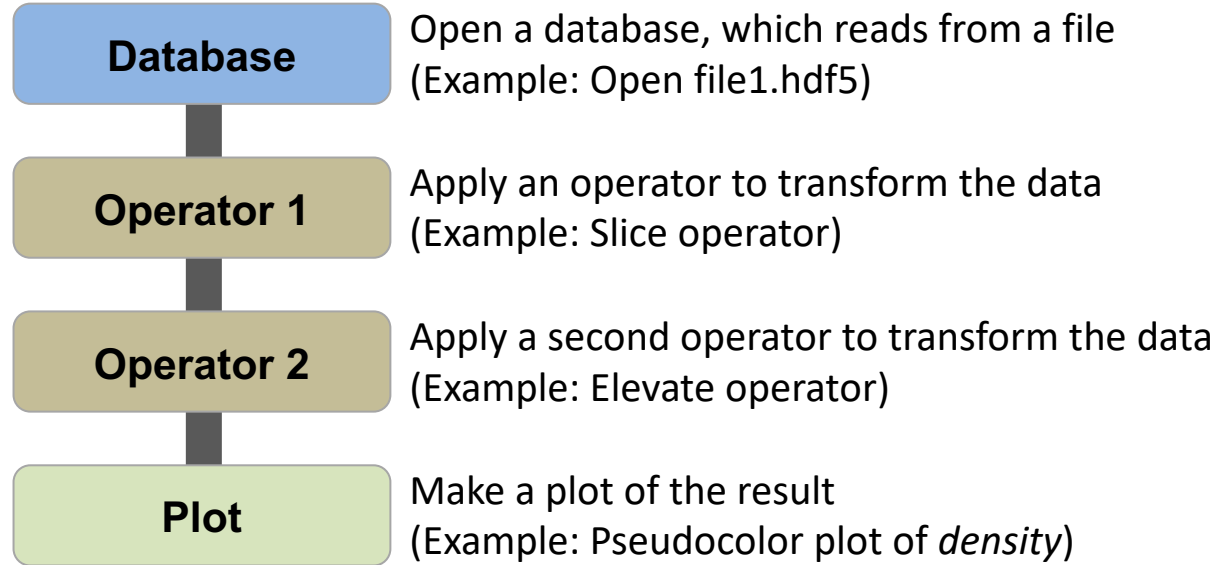 Database
Open a database, which reads from a file
(Example: Open file1.hdf5)
Operator 1
Apply an operator to transform the data
(Example: Slice operator)
Operator 2
Apply a second operator to transform the data
(Example: Elevate operator)
Plot
Make a plot of the result
(Example: Pseudocolor plot of density)